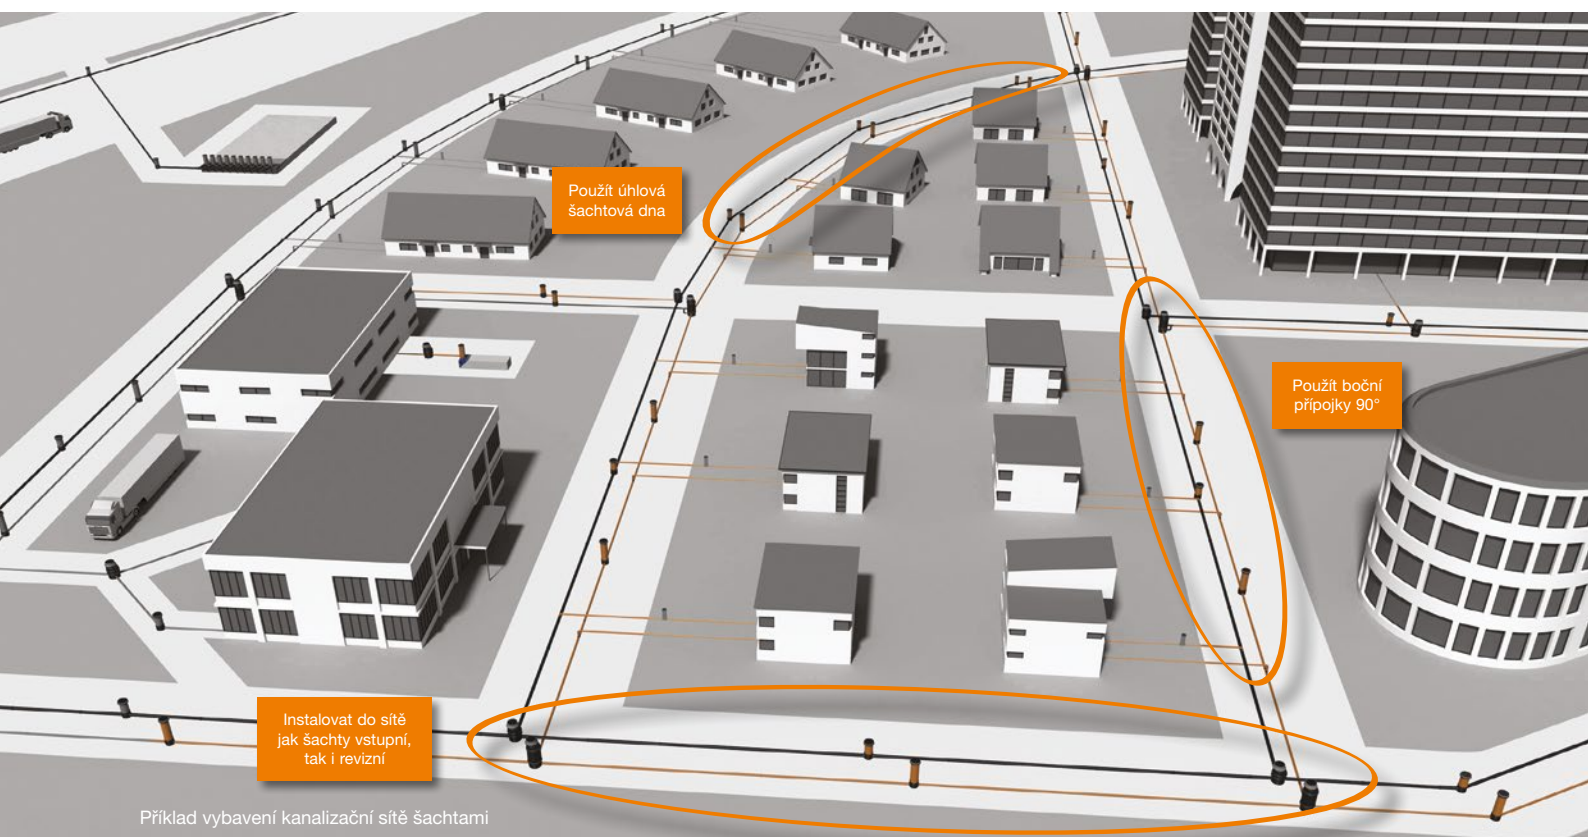 Použít úhlová
šachtová dna
Použít boční
přípojky 90°
Instalovat do sítě
jak šachty vstupní,
tak i revizní
Příklad vybavení kanalizační sítě šachtami